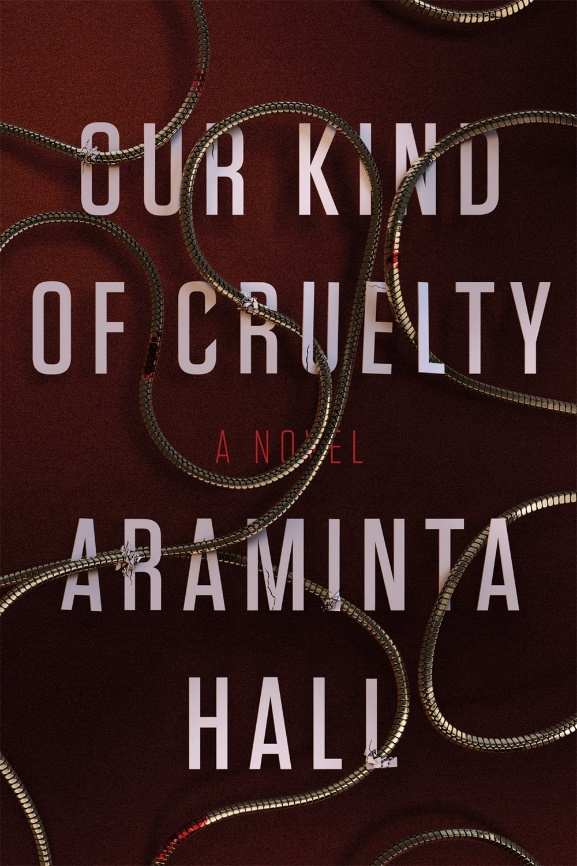 OUR KIND
OF CRUELTY
A NOVEL
ARAMINTA
HALL